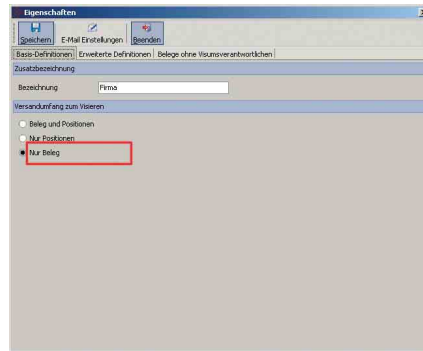 Eigenschaften
Speichern E-Mail Einstellungen Beenden
Basis-Definitionen Erweiterte Definitionen Belege ohne Visumsverantwortlichen
Zusatzbezeichnung
Bezeichnung Firma
Versandumfang zum Visieren
Beleg und Positionen
Nur Positionen
Nur Beleg